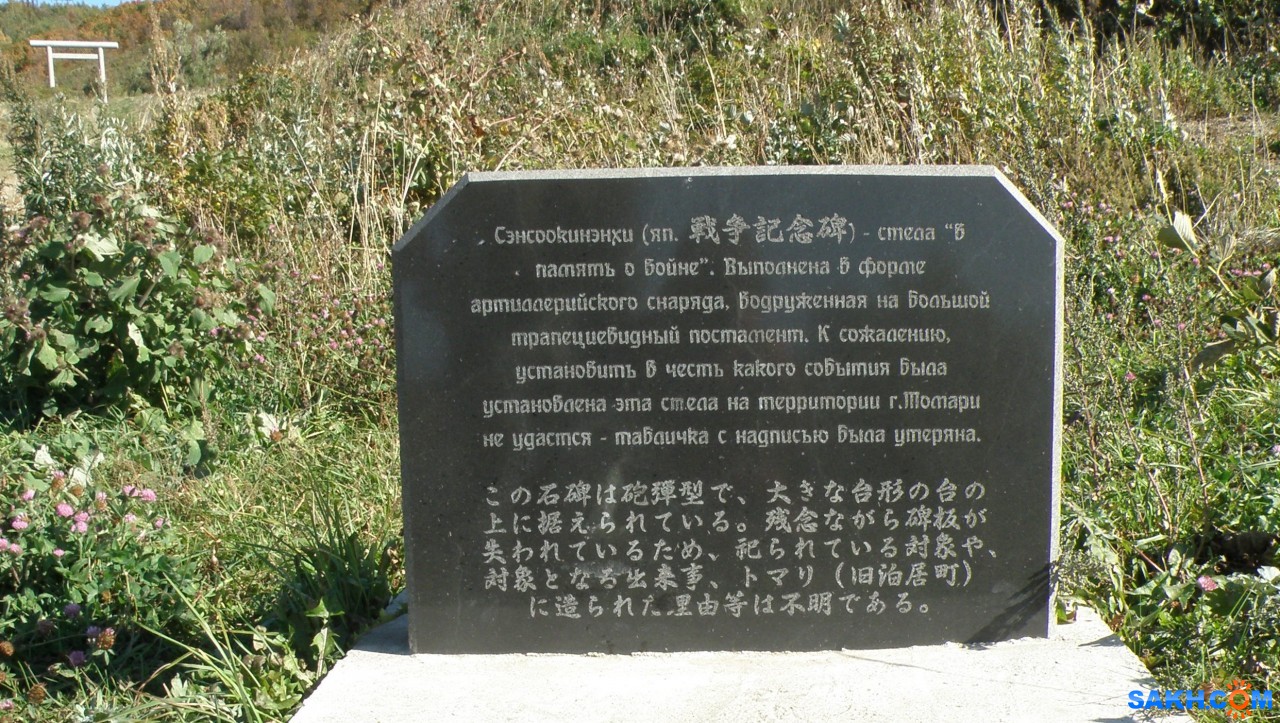 Сэнсоокинэнхи (яп. 戦争記念碑) - стела "в
память о войне". Выполнена в форме
артиллерийского снаряда, водруженная на большой
трапециевидный постамент. К сожалению,
установить в честь какого события была
установлена эта стела на территории г.Томари
не удастся - табличка с надписью была утеряна.
この石碑は砲弾型で、大きな台形の台の
上に据えられている。残念ながら碑板が
失われているため、祀られている対象や、
対象となる出来事、トマリ（旧泊居町）
に造られた里由等は不明である。
SAKH.COM